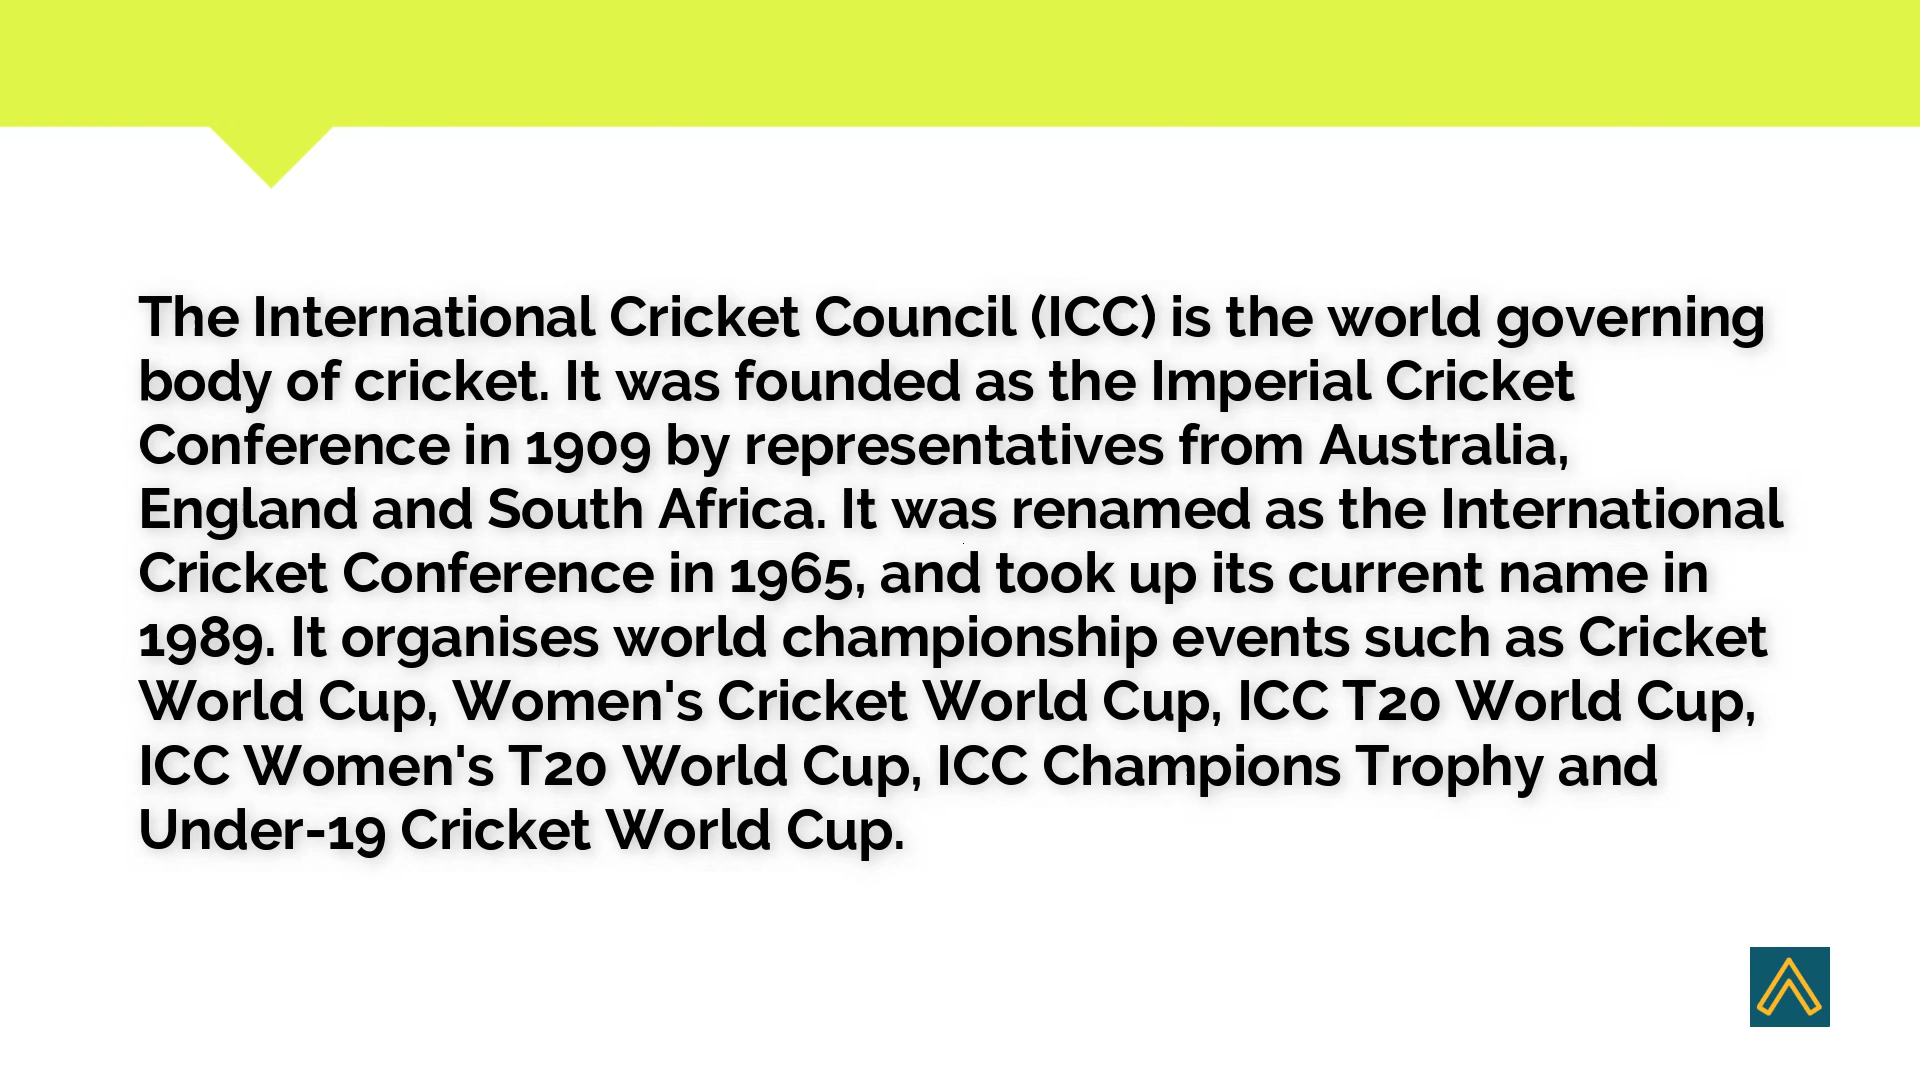 The International Cricket Council (ICC) is the world governing
body of cricket. It was founded as the Imperial Cricket
Conference in 1909 by representatives from Australia,
England and South Africa. It was renamed as the International
Cricket Conference in 1965, and took up its current name in
1989. It organises world championship events such as Cricket
World Cup, Women's Cricket World Cup, ICC T20 World Cup,
ICC Women's T20 World Cup, ICC Champions Trophy and
Under-19 Cricket World Cup.